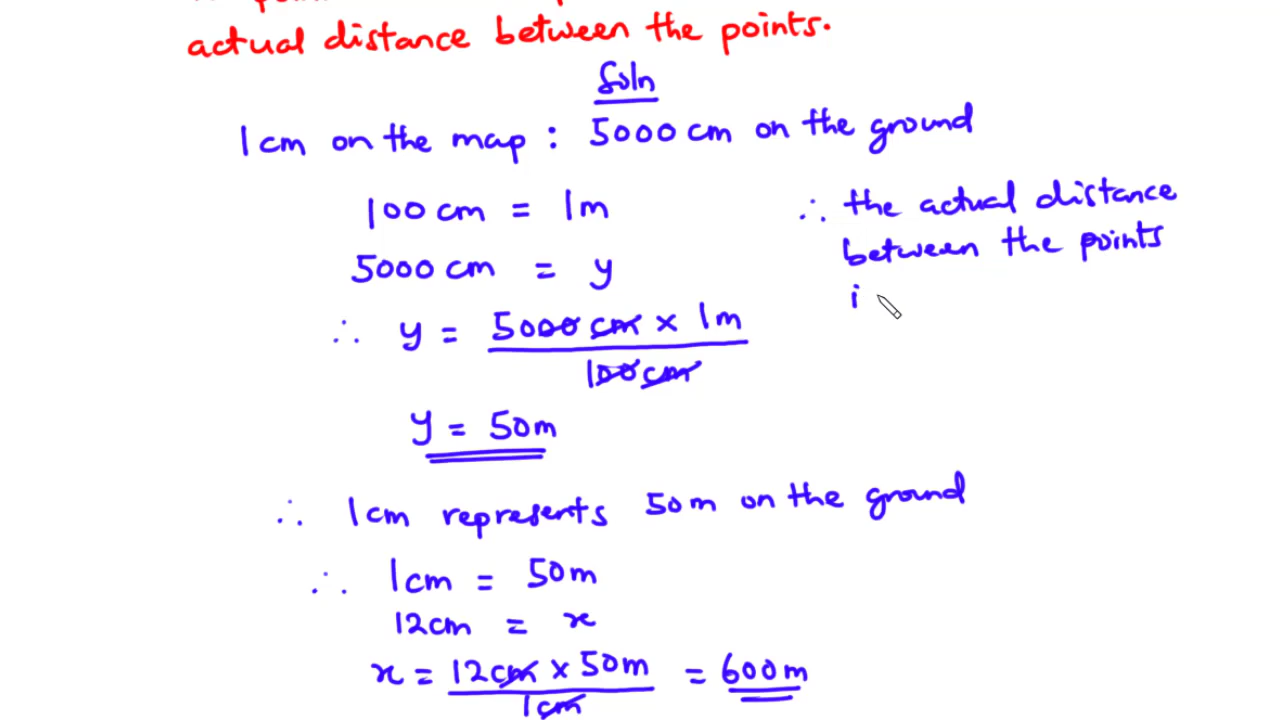 actual distance between the points.
Soln
1cm on the map : 5000 cm on the ground
100 cm = 1m
5000 cm = y
∴ y = 5000 cm × 1m
100 cm
y = 50m
∴ 1cm represents 50m on the ground
∴ 1cm = 50m
12cm = x
x = 12cm × 50m = 600m
1cm
∴ the actual distance
between the points
i